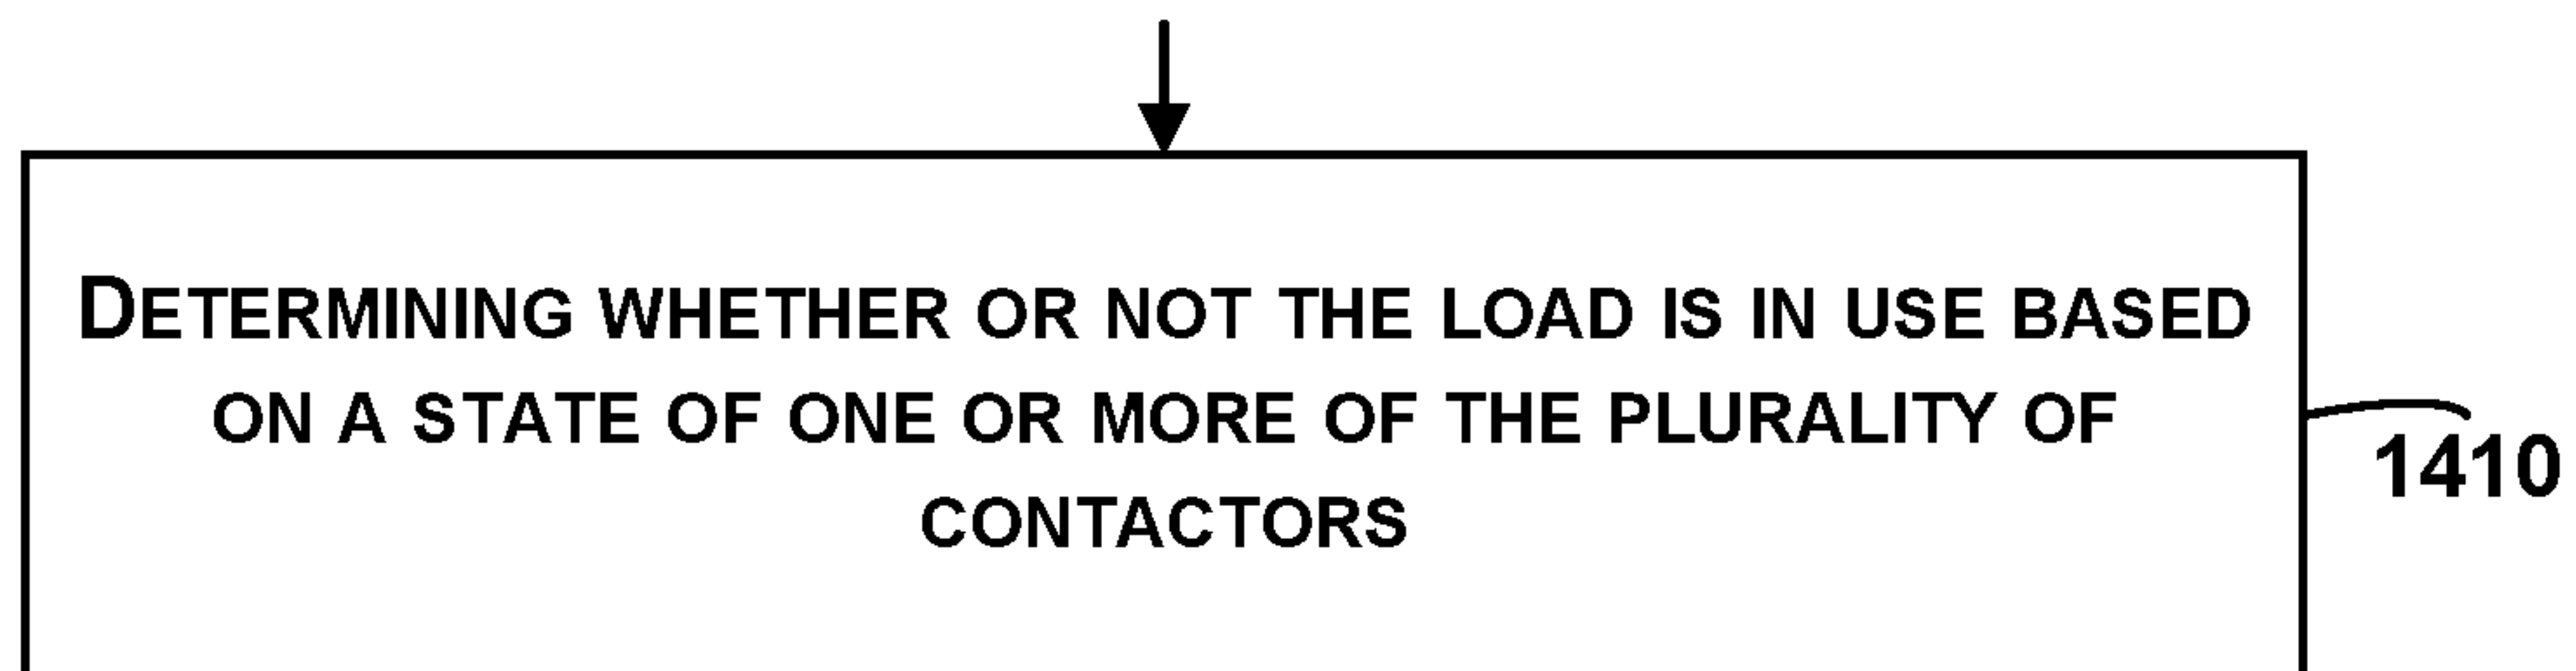 DETERMINING WHETHER OR NOT THE LOAD IS IN USE BASED
ON A STATE OF ONE OR MORE OF THE PLURALITY OF
CONTACTORS
1410